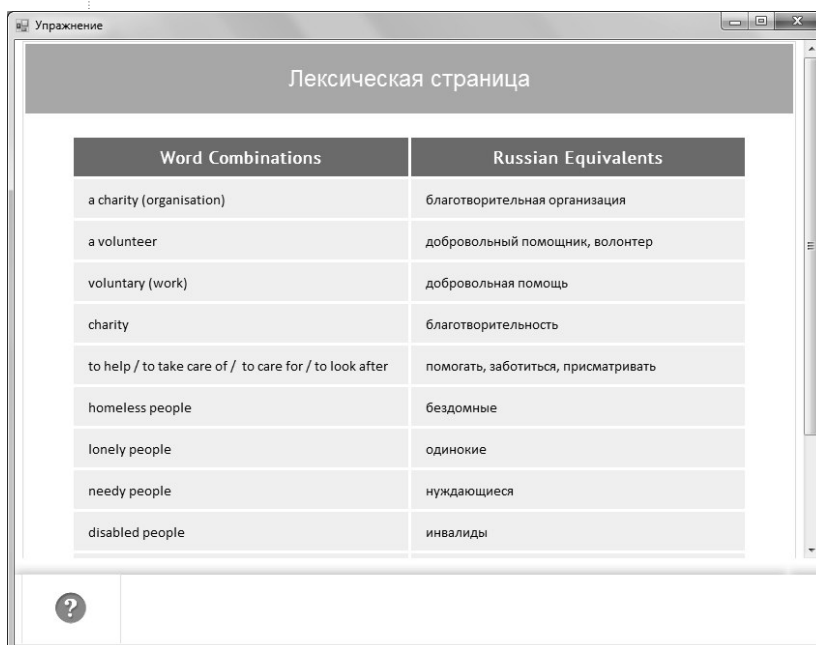 Упражнение
Лексическая страница
Word Combinations Russian Equivalents
a charity (organisation) благотворительная организация
a volunteer добровольный помощник, волонтер
voluntary (work) добровольная помощь
charity благотворительность
to help / to take care of / to care for / to look after помогать, заботиться, присматривать
homeless people бездомные
lonely people одинокие
needy people нуждающиеся
disabled people инвалиды
?